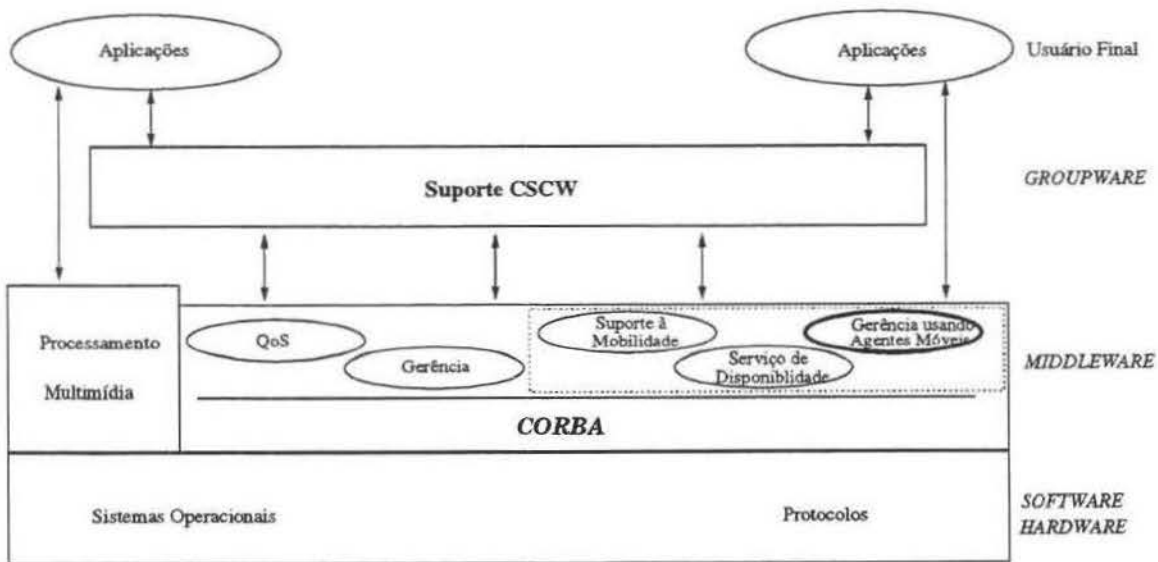 Aplicações
Aplicações
Usuário Final
Suporte CSCW
GROUPWARE
Processamento
Multimídia
QoS
Gerência
Suporte à
Mobilidade
Serviço de
Disponiblidade
Gerência usando
Agentes Móveis
MIDDLEWARE
CORBA
Sistemas Operacionais
Protocolos
SOFTWARE
HARDWARE